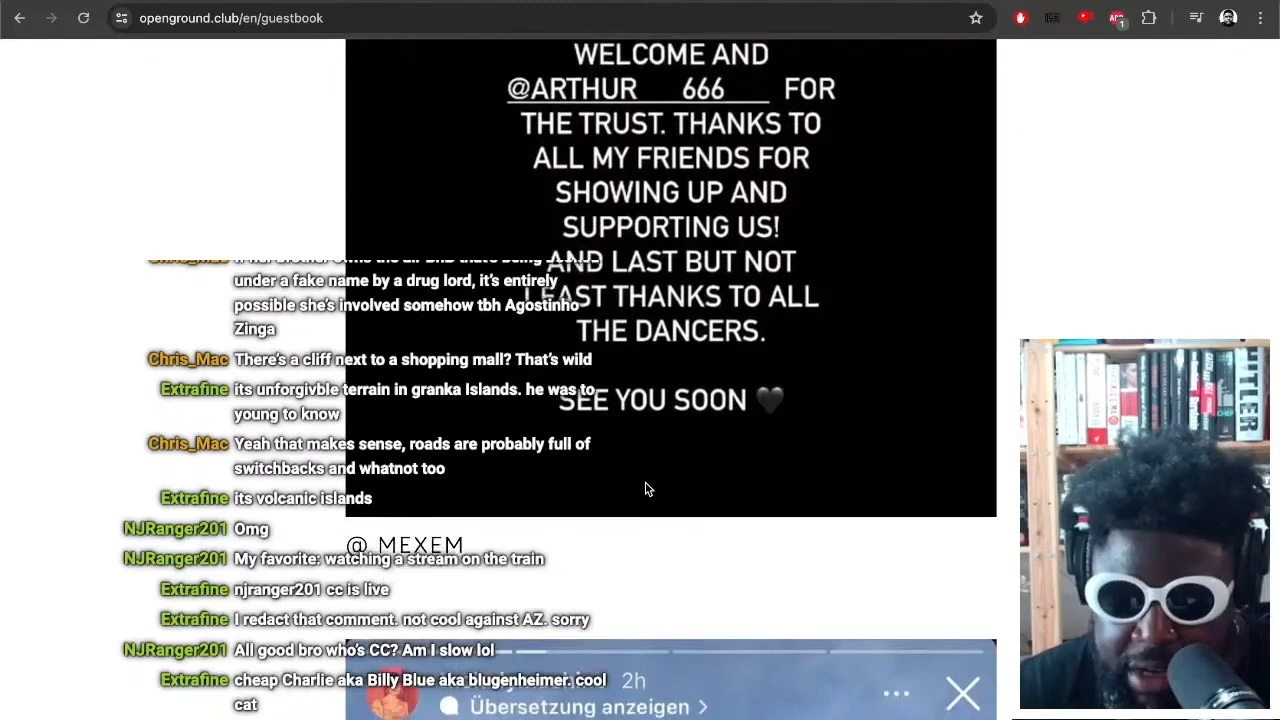 openground.club/en/guestbook
1
WELCOME AND
@ARTHUR___666___ FOR
THE TRUST. THANKS TO
ALL MY FRIENDS FOR
SHOWING UP AND
SUPPORTING US!
AND LAST BUT NOT
LEAST THANKS TO ALL
THE DANCERS.
SEE YOU SOON 🖤
under a fake name by a drug lord, it’s entirely
possible she’s involved somehow tbh Agostinho
Zinga
Chris_Mac There’s a cliff next to a shopping mall? That’s wild
Extrafine its unforgivble terrain in granka Islands. he was to
young to know
Chris_Mac Yeah that makes sense, roads are probably full of
switchbacks and whatnot too
Extrafine its volcanic islands
NJRanger201 Omg
@ MEXEM
NJRanger201 My favorite: watching a stream on the train
Extrafine njranger201 cc is live
Extrafine I redact that comment. not cool against AZ. sorry
NJRanger201 All good bro who’s CC? Am I slow lol
Extrafine cheap Charlie aka Billy Blue aka blugenheimer. cool
cat
2h
Übersetzung anzeigen >
HITLER